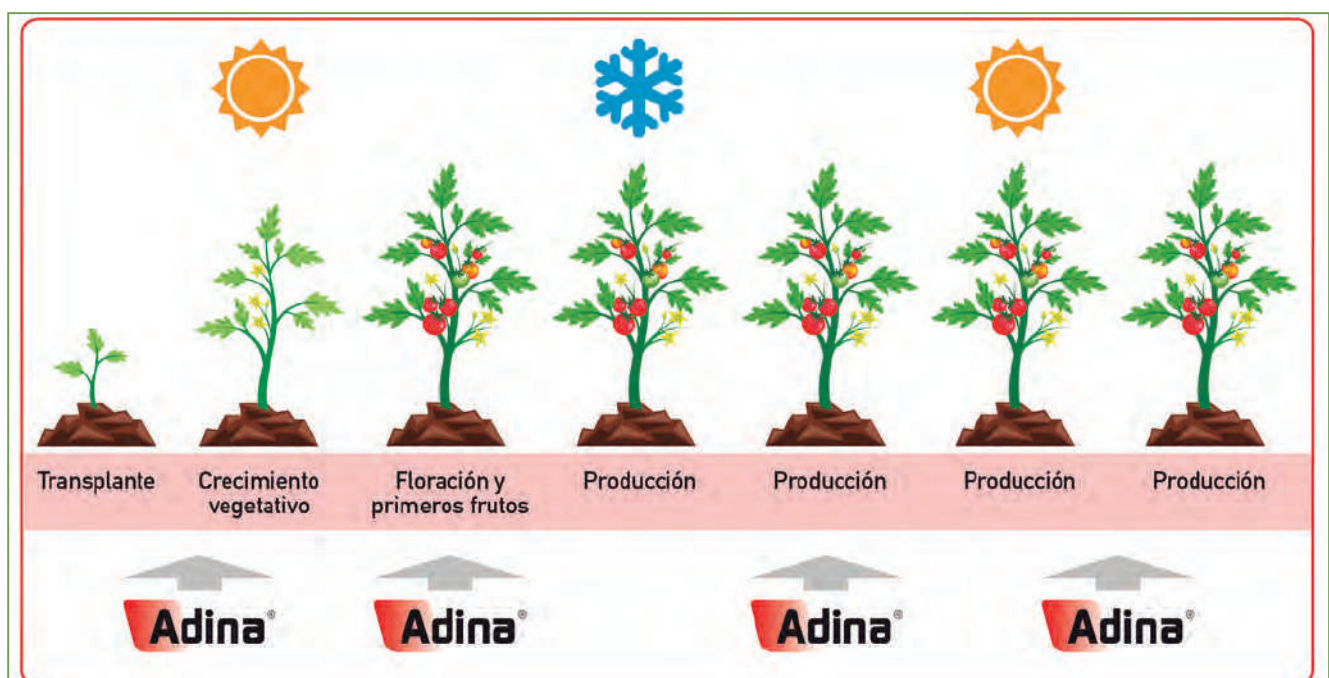 Transplante
Crecimiento
vegetativo
Floración y
primeros frutos
Producción
Producción
Producción
Producción
Adina®
Adina®
Adina®
Adina®